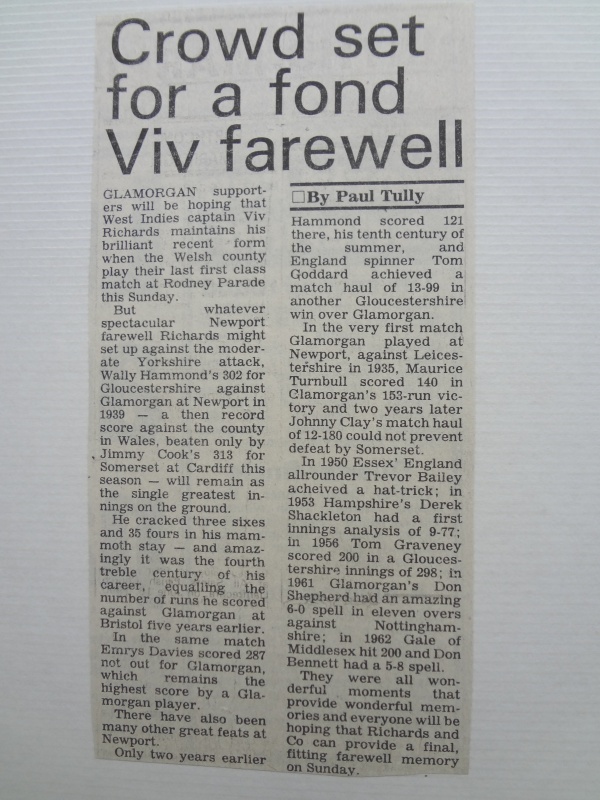 Crowd set
for a fond
Viv farewell
GLAMORGAN support-
ers will be hoping that
West Indies captain Viv
Richards maintains his
brilliant recent form
when the Welsh county
play their last first class
match at Rodney Parade
this Sunday.
But whatever
spectacular Newport
farewell Richards might
set up against the moder-
ate Yorkshire attack,
Wally Hammond's 302 for
Gloucestershire against
Glamorgan at Newport in
1939 — a then record
score against the county
in Wales, beaten only by
Jimmy Cook's 313 for
Somerset at Cardiff this
season — will remain as
the single greatest in-
nings on the ground.
He cracked three sixes
and 35 fours in his mam-
moth stay — and amaz-
ingly it was the fourth
treble century of his
career, equalling the
number of runs he scored
against Glamorgan at
Bristol five years earlier.
In the same match
Emrys Davies scored 287
not out for Glamorgan,
which remains the
highest score by a Gla-
morgan player.
There have also been
many other great feats at
Newport.
Only two years earlier
□By Paul Tully
Hammond scored 121
there, his tenth century of
the summer, and
England spinner Tom
Goddard achieved a
match haul of 13-99 in
another Gloucestershire
win over Glamorgan.
In the very first match
Glamorgan played at
Newport, against Leices-
tershire in 1935, Maurice
Turnbull scored 140 in
Glamorgan's 153-run vic-
tory and two years later
Johnny Clay's match haul
of 12-180 could not prevent
defeat by Somerset.
In 1950 Essex' England
allrounder Trevor Bailey
acheived a hat-trick; in
1953 Hampshire's Derek
Shackleton had a first
innings analysis of 9-77;
in 1956 Tom Graveney
scored 200 in a Glouces-
tershire innings of 298; in
1961 Glamorgan's Don
Shepherd had an amazing
6-0 spell in eleven overs
against Nottingham-
shire; in 1962 Gale of
Middlesex hit 200 and Don
Bennett had a 5-8 spell.
They were all won-
derful moments that
provide wonderful mem-
ories and everyone will be
hoping that Richards and
Co can provide a final,
fitting farewell memory
on Sunday.